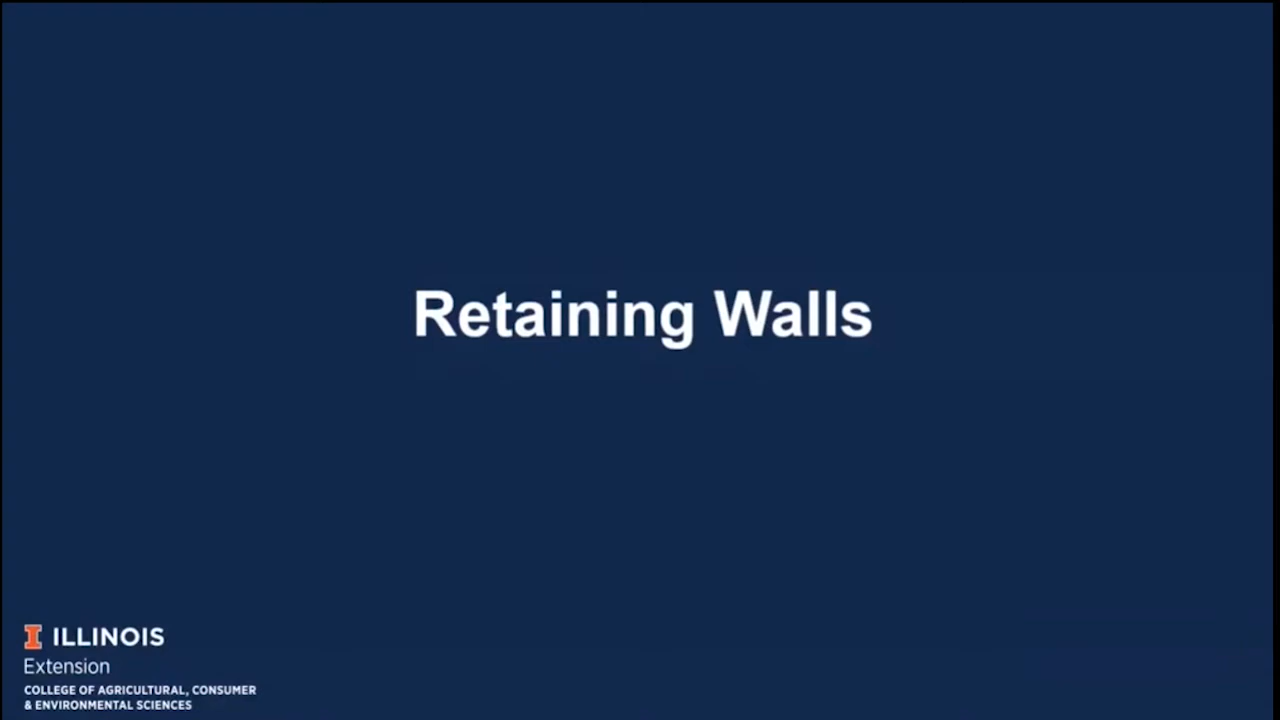 Retaining Walls
ILLINOIS
Extension
COLLEGE OF AGRICULTURAL, CONSUMER
& ENVIRONMENTAL SCIENCES